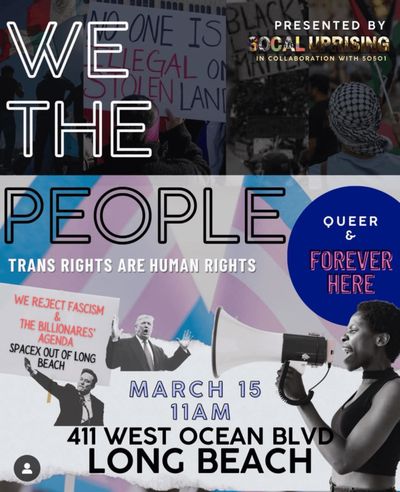 WE
THE
PEOPLE
PRESENTED BY
SOCAL UPRISING
IN COLLABORATION WITH 50501
NO ONE IS
ILLEGAL ON
STOLEN LAND
BLACK
TRANS RIGHTS ARE HUMAN RIGHTS
QUEER
&
FOREVER
HERE
WE REJECT FASCISM
&
THE BILLIONARES'
AGENDA
SPACEX OUT OF LONG
BEACH
MARCH 15
11AM
411 WEST OCEAN BLVD
LONG BEACH